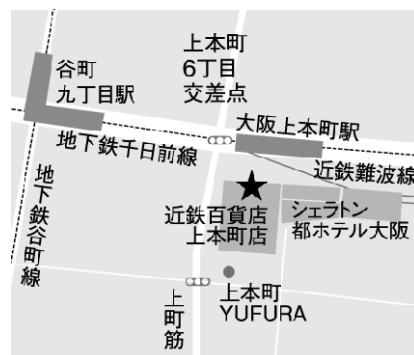 上本町
6丁目
交差点
谷町
九丁目駅
大阪上本町駅
地下鉄千日前線
近鉄難波線
地下鉄谷町線
近鉄百貨店
上本町店
シェラトン
都ホテル大阪
上町筋
上本町
YUFURA